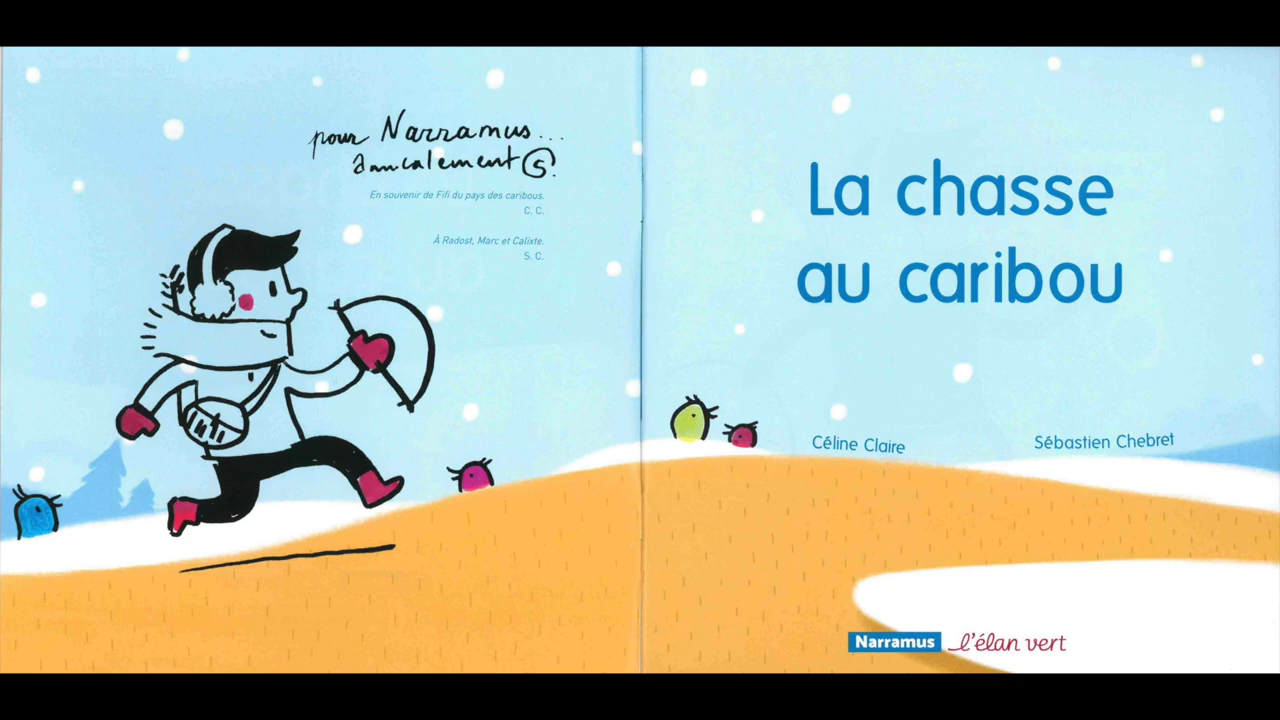 pour Narramus...
amicalement S.
En souvenir de Fifi du pays des caribous.
C. C.
À Radost, Marc et Calixte.
S. C.
La chasse
au caribou
Céline Claire
Sébastien Chebret
Narramus
l'élan vert